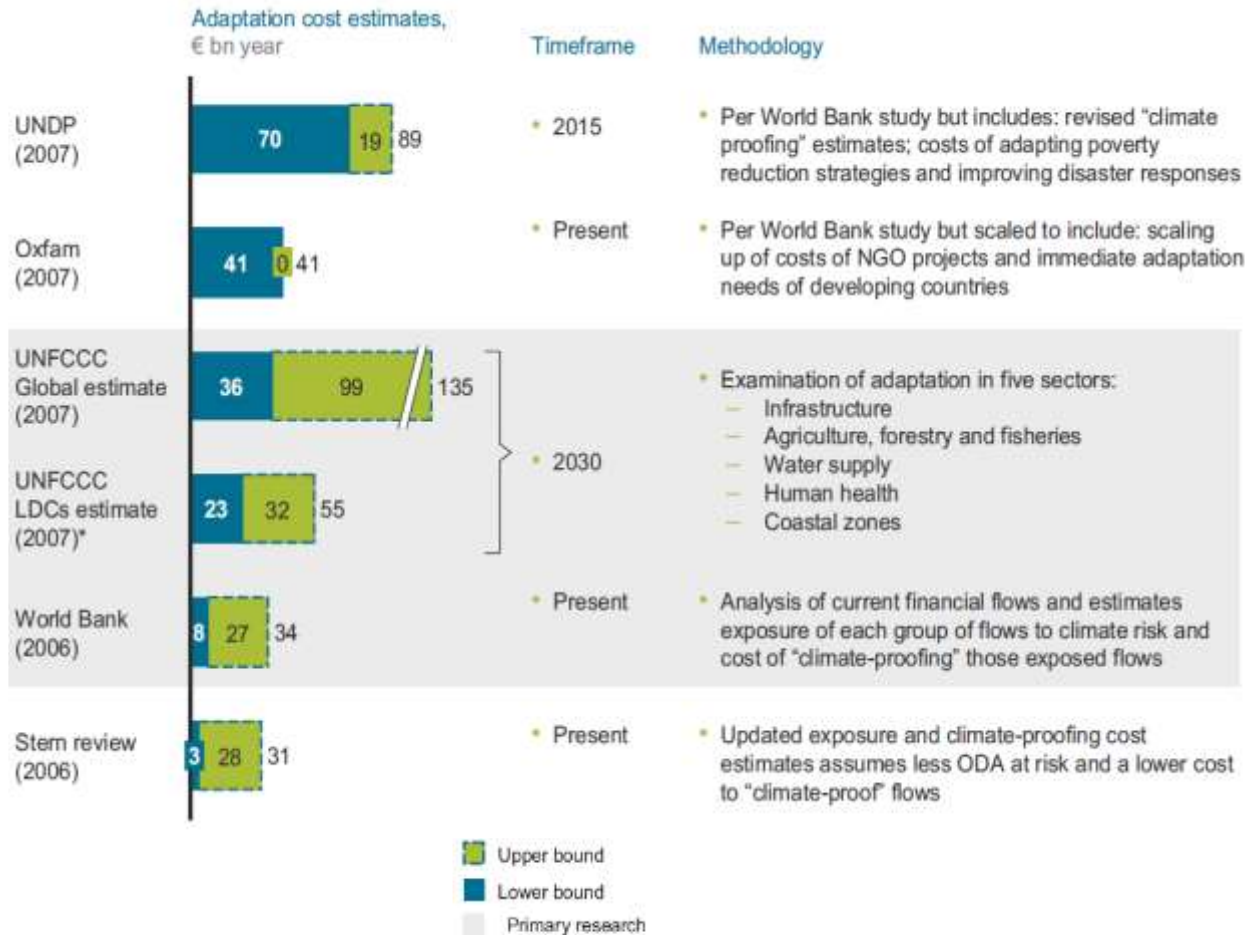 Adaptation cost estimates,
€ bn year
Timeframe
Methodology
UNDP
(2007)
70
19
89
• 2015
• Per World Bank study but includes: revised “climate
proofing” estimates; costs of adapting poverty
reduction strategies and improving disaster responses
Oxfam
(2007)
41
0
41
• Present
• Per World Bank study but scaled to include: scaling
up of costs of NGO projects and immediate adaptation
needs of developing countries
UNFCCC
Global estimate
(2007)
36
99
135
UNFCCC
LDCs estimate
(2007)*
23
32
55
• 2030
• Examination of adaptation in five sectors:
– Infrastructure
– Agriculture, forestry and fisheries
– Water supply
– Human health
– Coastal zones
World Bank
(2006)
8
27
34
• Present
• Analysis of current financial flows and estimates
exposure of each group of flows to climate risk and
cost of “climate-proofing” those exposed flows
Stern review
(2006)
3
28
31
• Present
• Updated exposure and climate-proofing cost
estimates assumes less ODA at risk and a lower cost
to “climate-proof” flows
Upper bound
Lower bound
Primary research